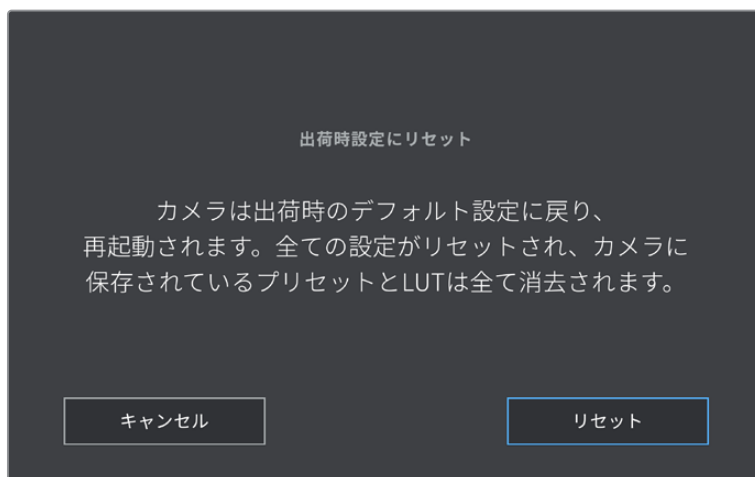 出荷時設定にリセット
カメラは出荷時のデフォルト設定に戻り、
再起動されます。全ての設定がリセットされ、カメラに
保存されているプリセットとLUTは全て消去されます。
キャンセル
リセット